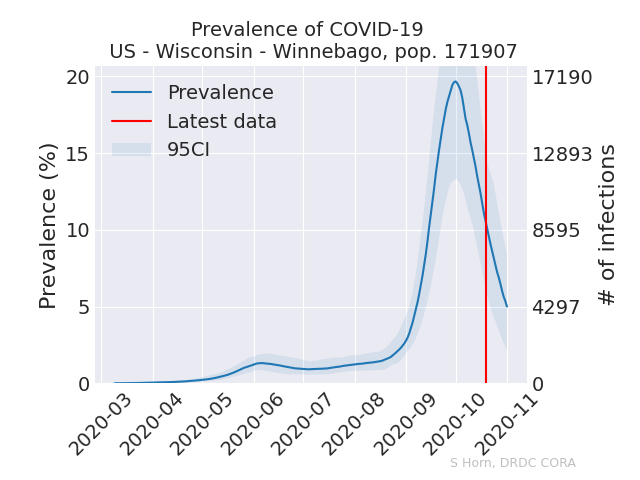 Prevalence of COVID-19
US - Wisconsin - Winnebago, pop. 171907
Prevalence
Latest data
95CI
Prevalence (%)
20
15
10
5
0
17190
12893
8595
4297
0
# of infections
2020-03
2020-04
2020-05
2020-06
2020-07
2020-08
2020-09
2020-10
2020-11
S Horn, DRDC CORA